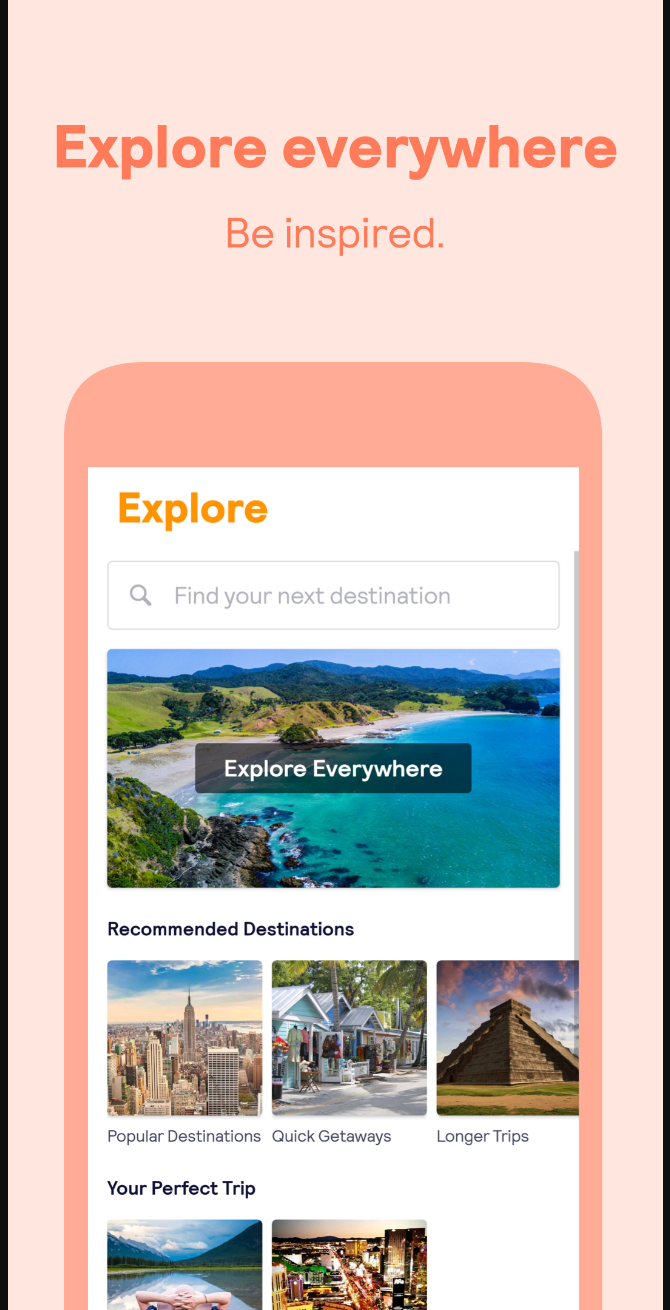 Explore everywhere
Be inspired.
Explore
Find your next destination
Explore Everywhere
Recommended Destinations
Popular Destinations
Quick Getaways
Longer Trips
Your Perfect Trip